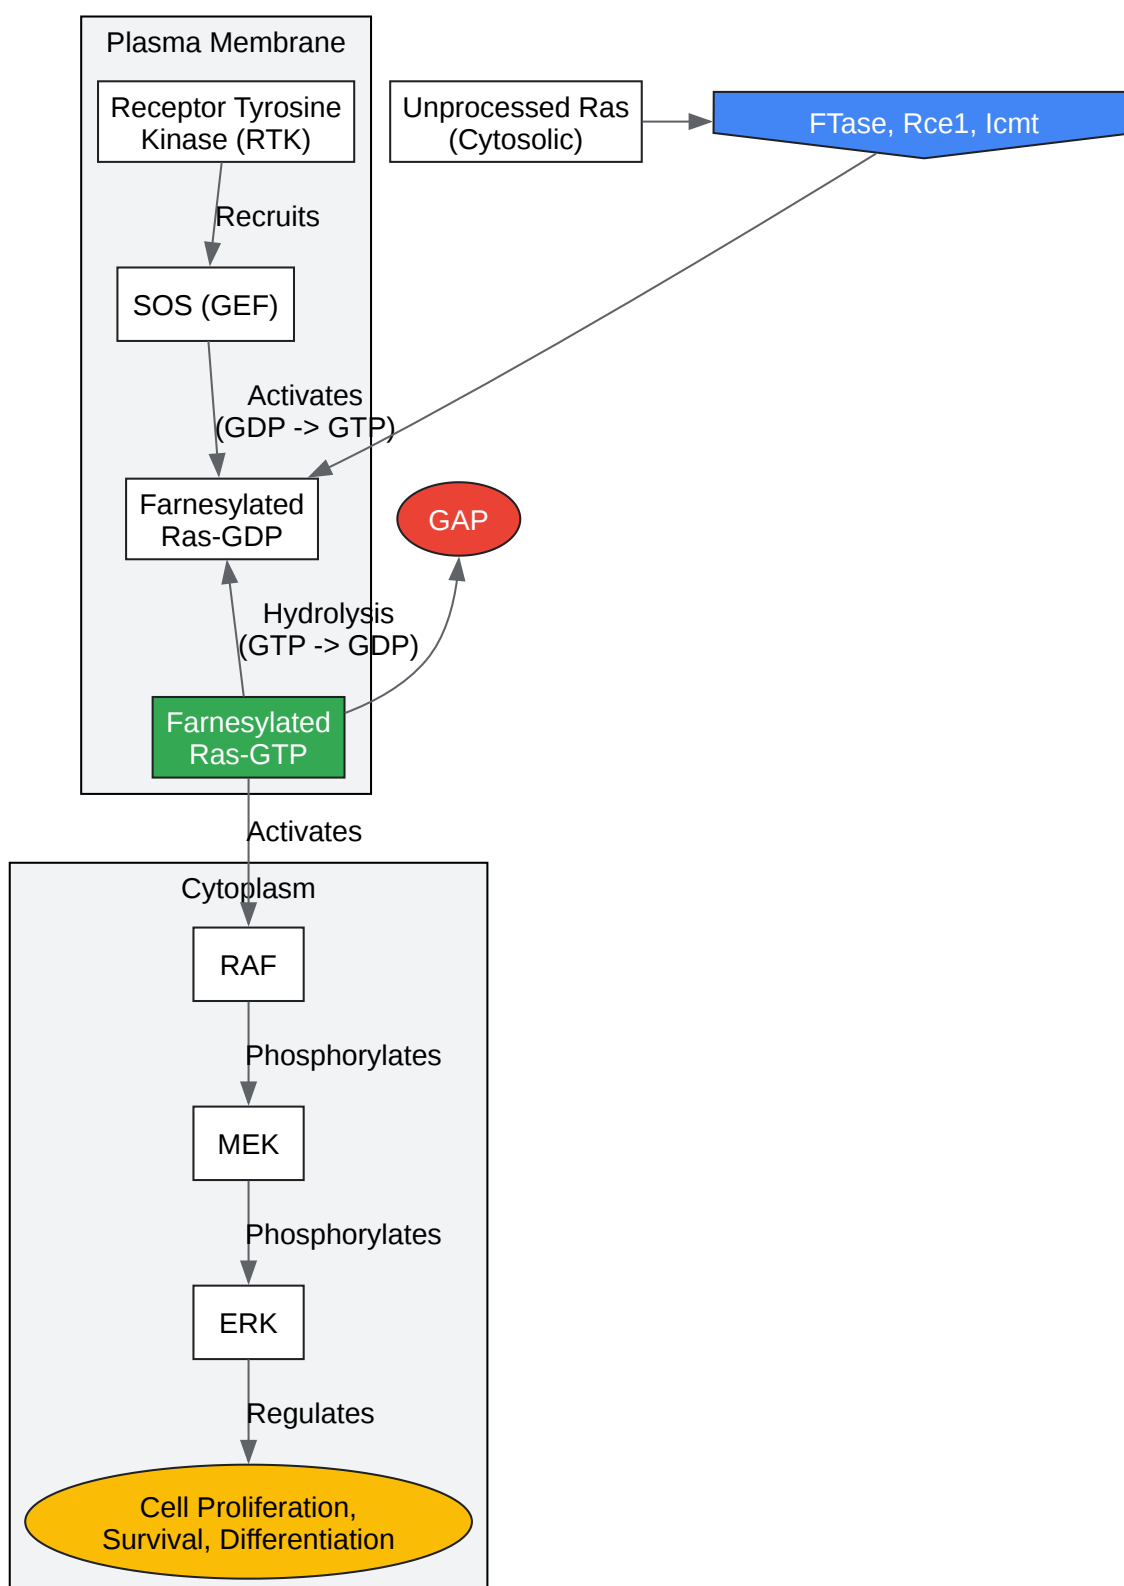 Plasma Membrane
Receptor Tyrosine
Kinase (RTK)
Unprocessed Ras
(Cytosolic)
FTase, Rce1, Icmt
Recruits
SOS (GEF)
Activates
(GDP -> GTP)
Farnesylated
Ras-GDP
GAP
Hydrolysis
(GTP -> GDP)
Farnesylated
Ras-GTP
Activates
Cytoplasm
RAF
Phosphorylates
MEK
Phosphorylates
ERK
Regulates
Cell Proliferation,
Survival, Differentiation